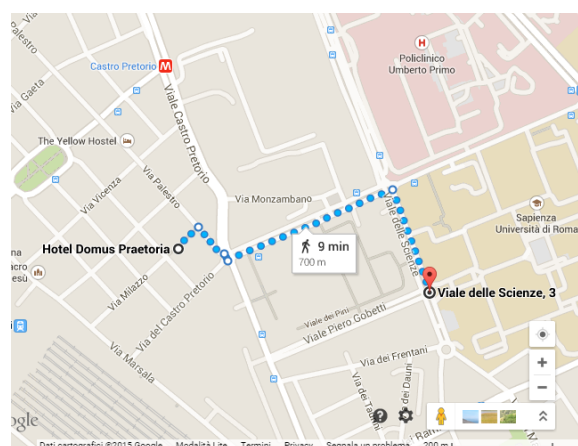 Policlinico
Umberto Primo
H
Castro Pretorio
M
Via Gaeta
Viale Castro Pretorio
The Yellow Hostel
Via Palestro
Via Vicenza
Via Monzambano
Viale delle Scienze
Sapienza
Università di Roma
Hotel Domus Praetoria
9 min
700 m
Viale delle Scienze, 3
Via Milazzo
Via del Castro Pretorio
Viale dei Pini
Viale Piero Gobetti
Via Marsala
Via dei Frentani
Via dei Dauni
Dati cartografici ©2015 Google
Modalità Lite
Termini
Privacy
Segnala un problema